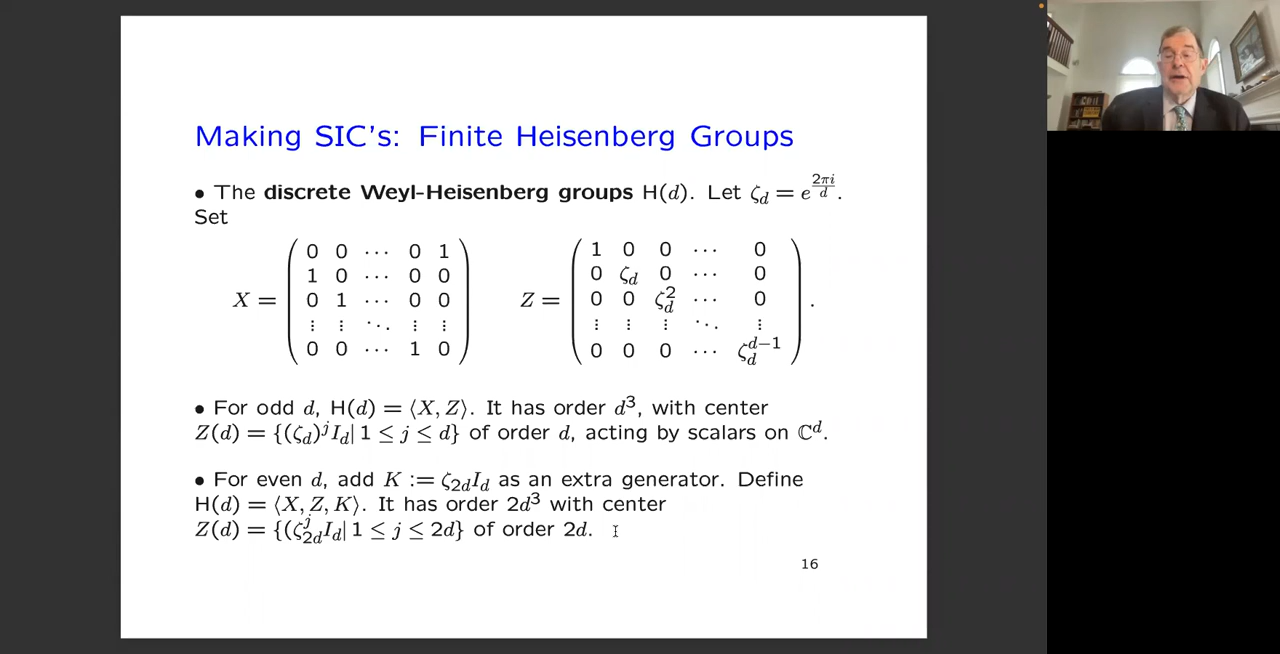 Making SIC's: Finite Heisenberg Groups
• The discrete Weyl-Heisenberg groups H(d). Let ζ_d = e^{2πi/d}.
Set
X = ( 0 0 ⋯ 0 1
1 0 ⋯ 0 0
0 1 ⋯ 0 0
⋮ ⋮ ⋱ ⋮ ⋮
0 0 ⋯ 1 0 )
Z = ( 1 0 0 ⋯ 0
0 ζ_d 0 ⋯ 0
0 0 ζ_d^2 ⋯ 0
⋮ ⋮ ⋮ ⋱ ⋮
0 0 0 ⋯ ζ_d^{d−1} ) .
• For odd d, H(d) = ⟨X, Z⟩. It has order d^3, with center
Z(d) = {(ζ_d)^j I_d| 1 ≤ j ≤ d} of order d, acting by scalars on ℂ^d.
• For even d, add K := ζ_{2d}I_d as an extra generator. Define
H(d) = ⟨X, Z, K⟩. It has order 2d^3 with center
Z(d) = {(ζ_{2d}^j I_d| 1 ≤ j ≤ 2d} of order 2d.
16